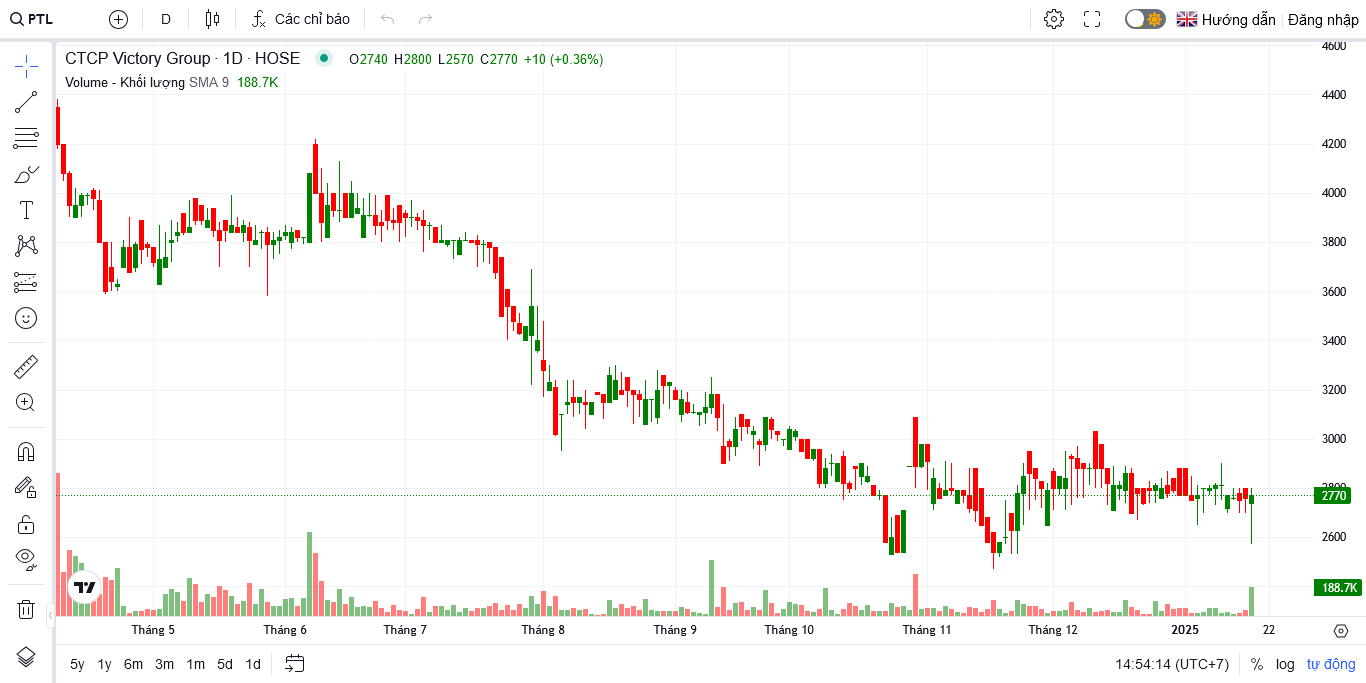 PTL D Các chỉ báo Hướng dẫn Đăng nhập
CTCP Victory Group · 1D · HOSE O2740 H2800 L2570 C2770 +10 (+0.36%)
Volume - Khối lượng SMA 9 188.7K
4600
4400
4200
4000
3800
3600
3400
3200
3000
2800
2770
2600
188.7K
Tháng 5 Tháng 6 Tháng 7 Tháng 8 Tháng 9 Tháng 10 Tháng 11 Tháng 12 2025 22
5y 1y 6m 3m 1m 5d 1d 14:54:14 (UTC+7) % log tự động